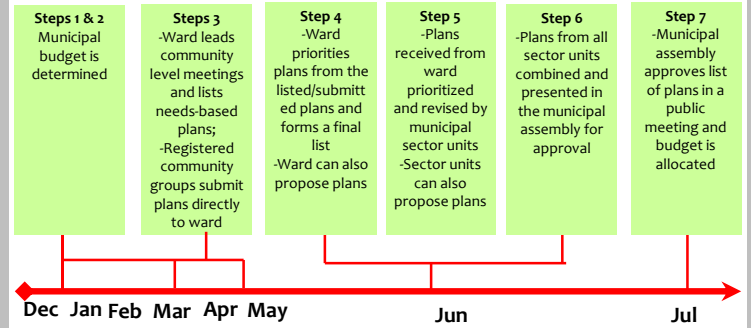 Steps 1 & 2
Municipal
budget is
determined
Steps 3
-Ward leads
community
level meetings
and lists
needs-based
plans;
-Registered
community
groups submit
plans directly
to ward
Step 4
-Ward
priorities
plans from the
listed/submitt
ed plans and
forms a final
list
-Ward can also
propose plans
Step 5
-Plans
received from
ward
prioritized
and revised by
municipal
sector units
-Sector units
can also
propose plans
Step 6
-Plans from all
sector units
combined and
presented in
the municipal
assembly for
approval
Step 7
-Municipal
assembly
approves list
of plans in a
public
meeting and
budget is
allocated
Dec Jan Feb Mar Apr May Jun Jul